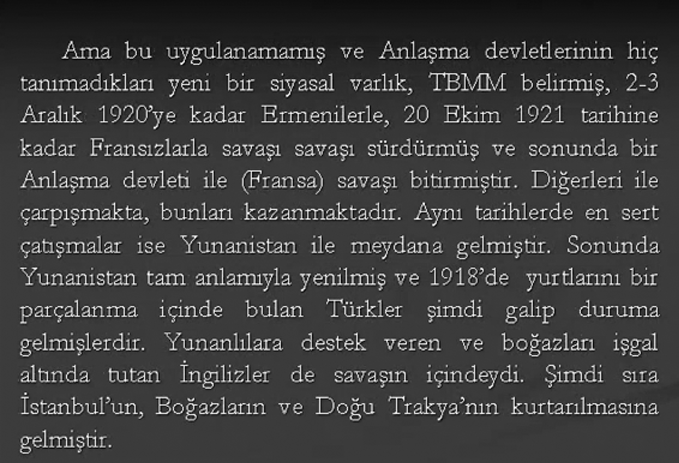 Ama bu uygulanamamış ve Anlaşma devletlerinin hiç
tanımadıkları yeni bir siyasal varlık, TBMM belirmiş, 2-3
Aralık 1920’ye kadar Ermenilerle, 20 Ekim 1921 tarihine
kadar Fransızlarla savaşı savaşı sürdürmüş ve sonunda bir
Anlaşma devleti ile (Fransa) savaşı bitirmiştir. Diğerleri ile
çarpışmakta, bunları kazanmaktadır. Aynı tarihlerde en sert
çatışmalar ise Yunanistan ile meydana gelmiştir. Sonunda
Yunanistan tam anlamıyla yenilmiş ve 1918’de yurtlarını bir
parçalanma içinde bulan Türkler şimdi galip duruma
gelmişlerdir. Yunanlılara destek veren ve boğazları işgal
altında tutan İngilizler de savaşın içindeydi. Şimdi sıra
İstanbul’un, Boğazların ve Doğu Trakya’nın kurtarılmasına
gelmiştir.